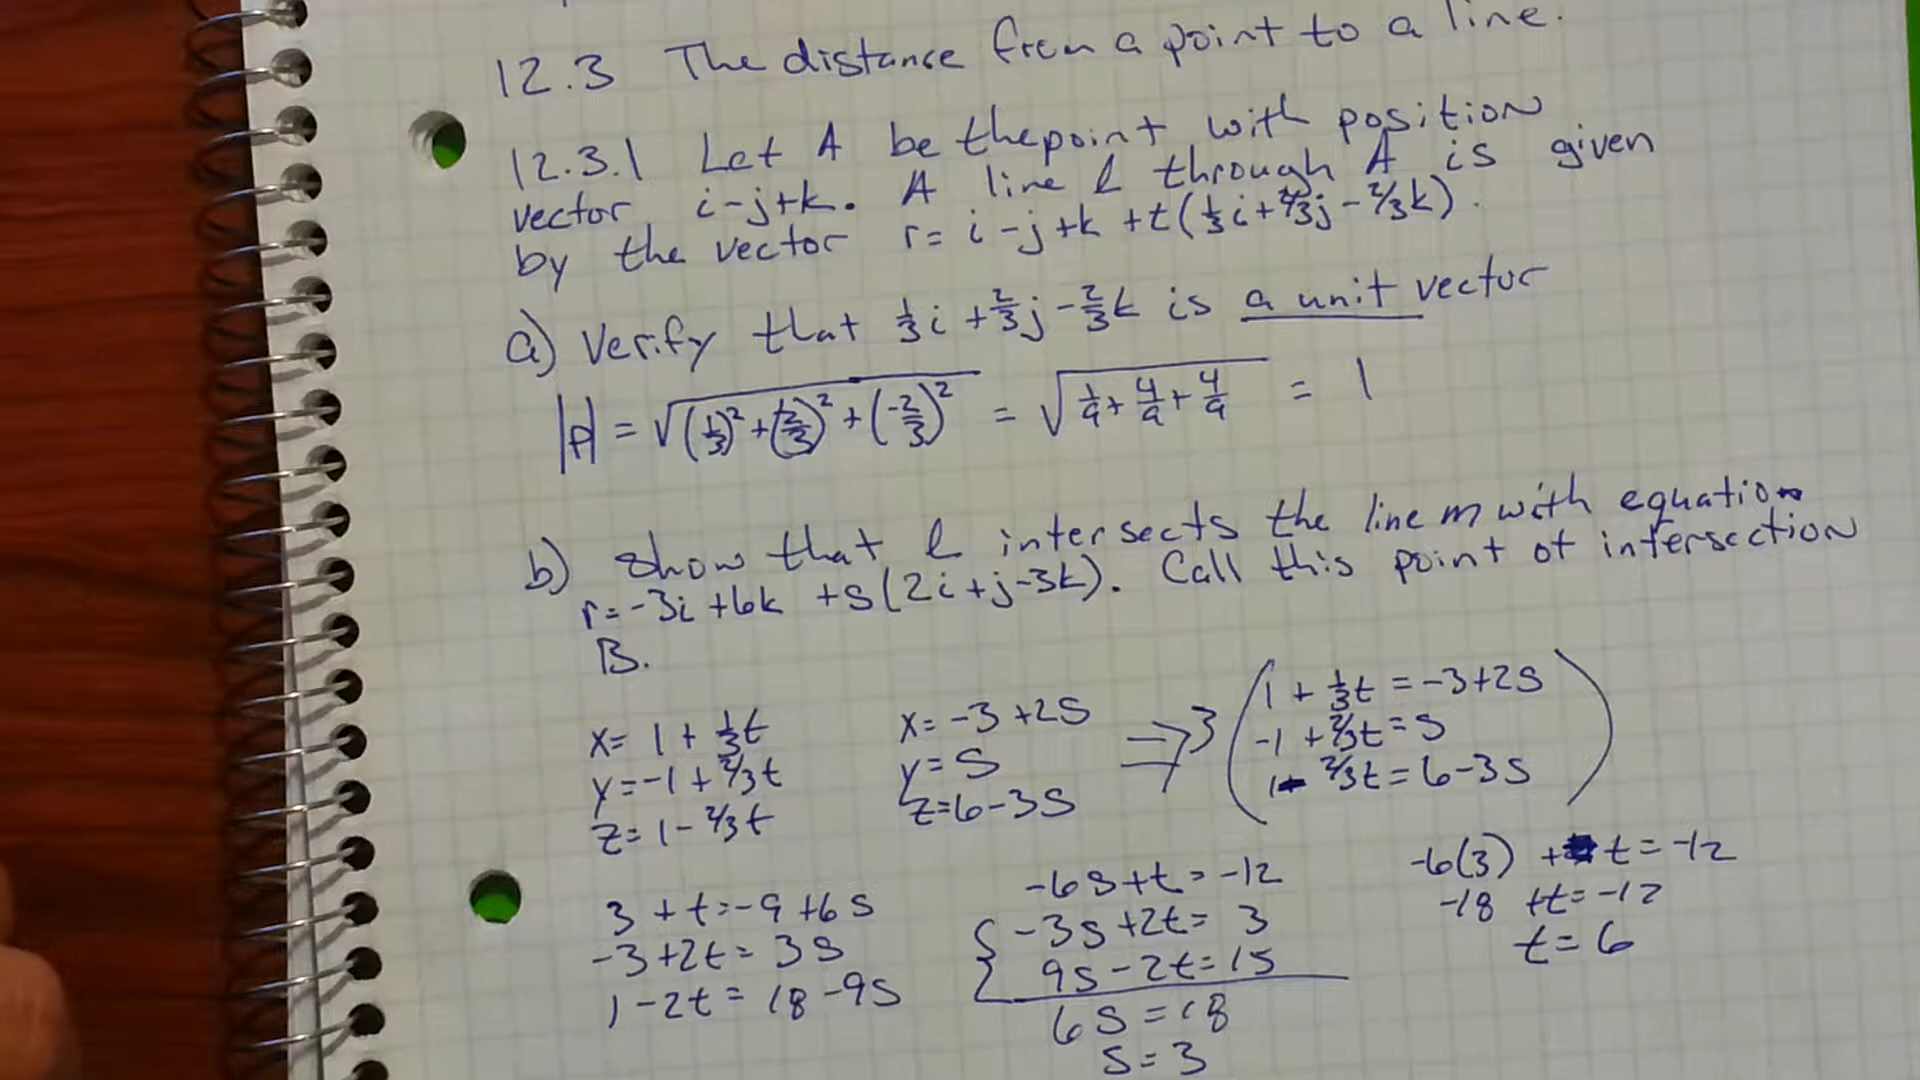 12.3 The distance from a point to a line.
12.3.1 Let A be the point with position
vector i-j+k. A line l through A is given
by the vector r= i-j+k +t(⅓i+⅔j-⅔k).
a) Verify that ⅓i+⅔j-⅔k is a unit vector
|A| = √((1/3)²+(2/3)²+(-2/3)²) = √(1/9+4/9+4/9) = 1
b) show that l intersects the line m with equation
r=-3i+6k +s(2i+j-3k). Call this point of intersection
B.
x= 1+⅓t x=-3+2s ⇒ 3 (1+⅓t=-3+2s
y=-1+⅔t y=s -1+⅔t=s
z=1-⅔t z=6-3s 1-⅔t=6-3s)
3+t=-9+6s -6s+t=-12 -6(3)+t=-12
-3+2t=3s { -3s+2t=3 -18+t=-12
1-2t=18-9s 9s-2t=15 t=6
6s=18
s=3